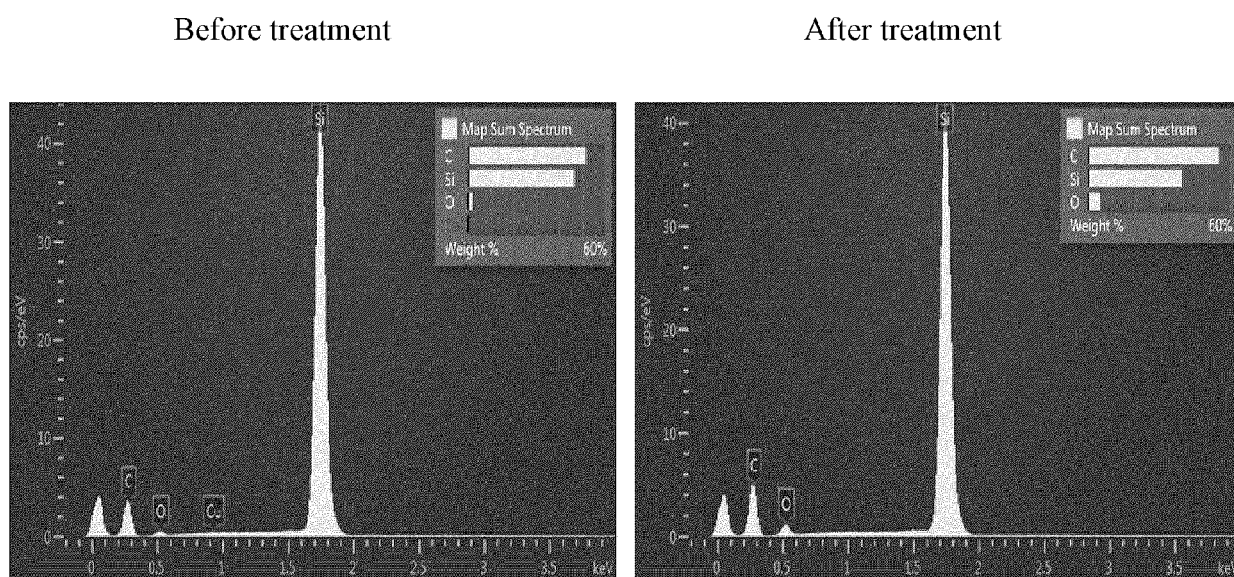 Before treatment
After treatment
Si
Map Sum Spectrum
C
Si
O
Weight % 60%
40
30
20
10
0
cps/eV
C
O
0 0.5 1 1.5 2 2.5 3 3.5 keV
Si
Map Sum Spectrum
C
Si
O
Weight % 60%
40
30
20
10
0
cps/eV
C
O
0 0.5 1 1.5 2 2.5 3 3.5 keV